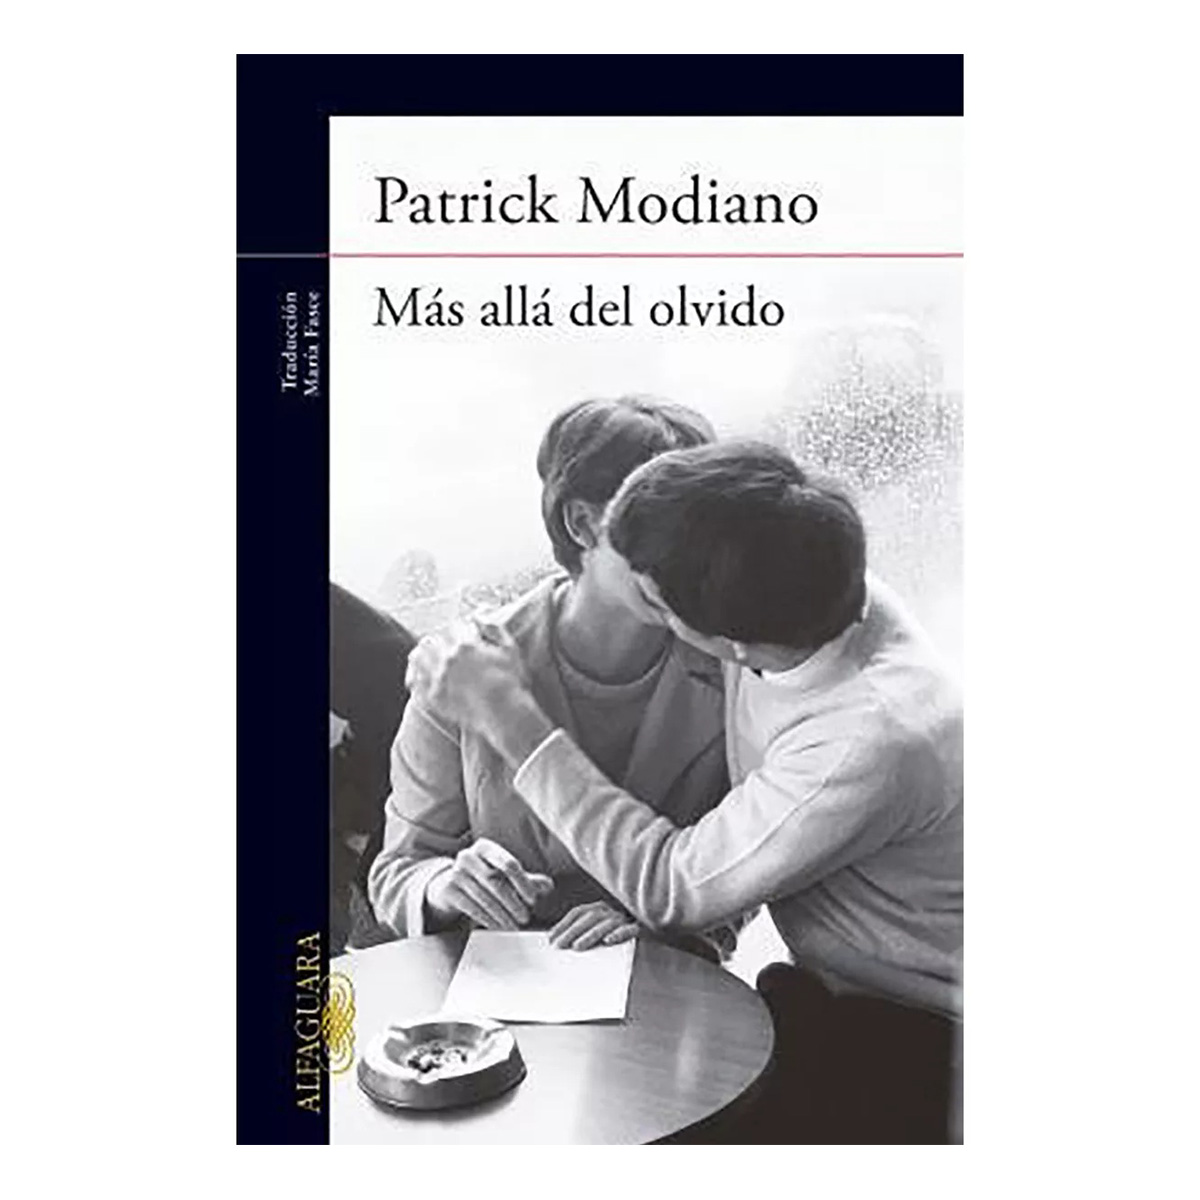 Patrick Modiano
Más allá del olvido
Traducción
María Fasce
ALFAGUARA